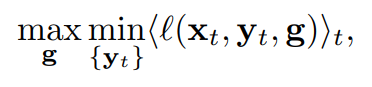 max min⟨ℓ(x_t, y_t, g)⟩_t,
g {y_t}